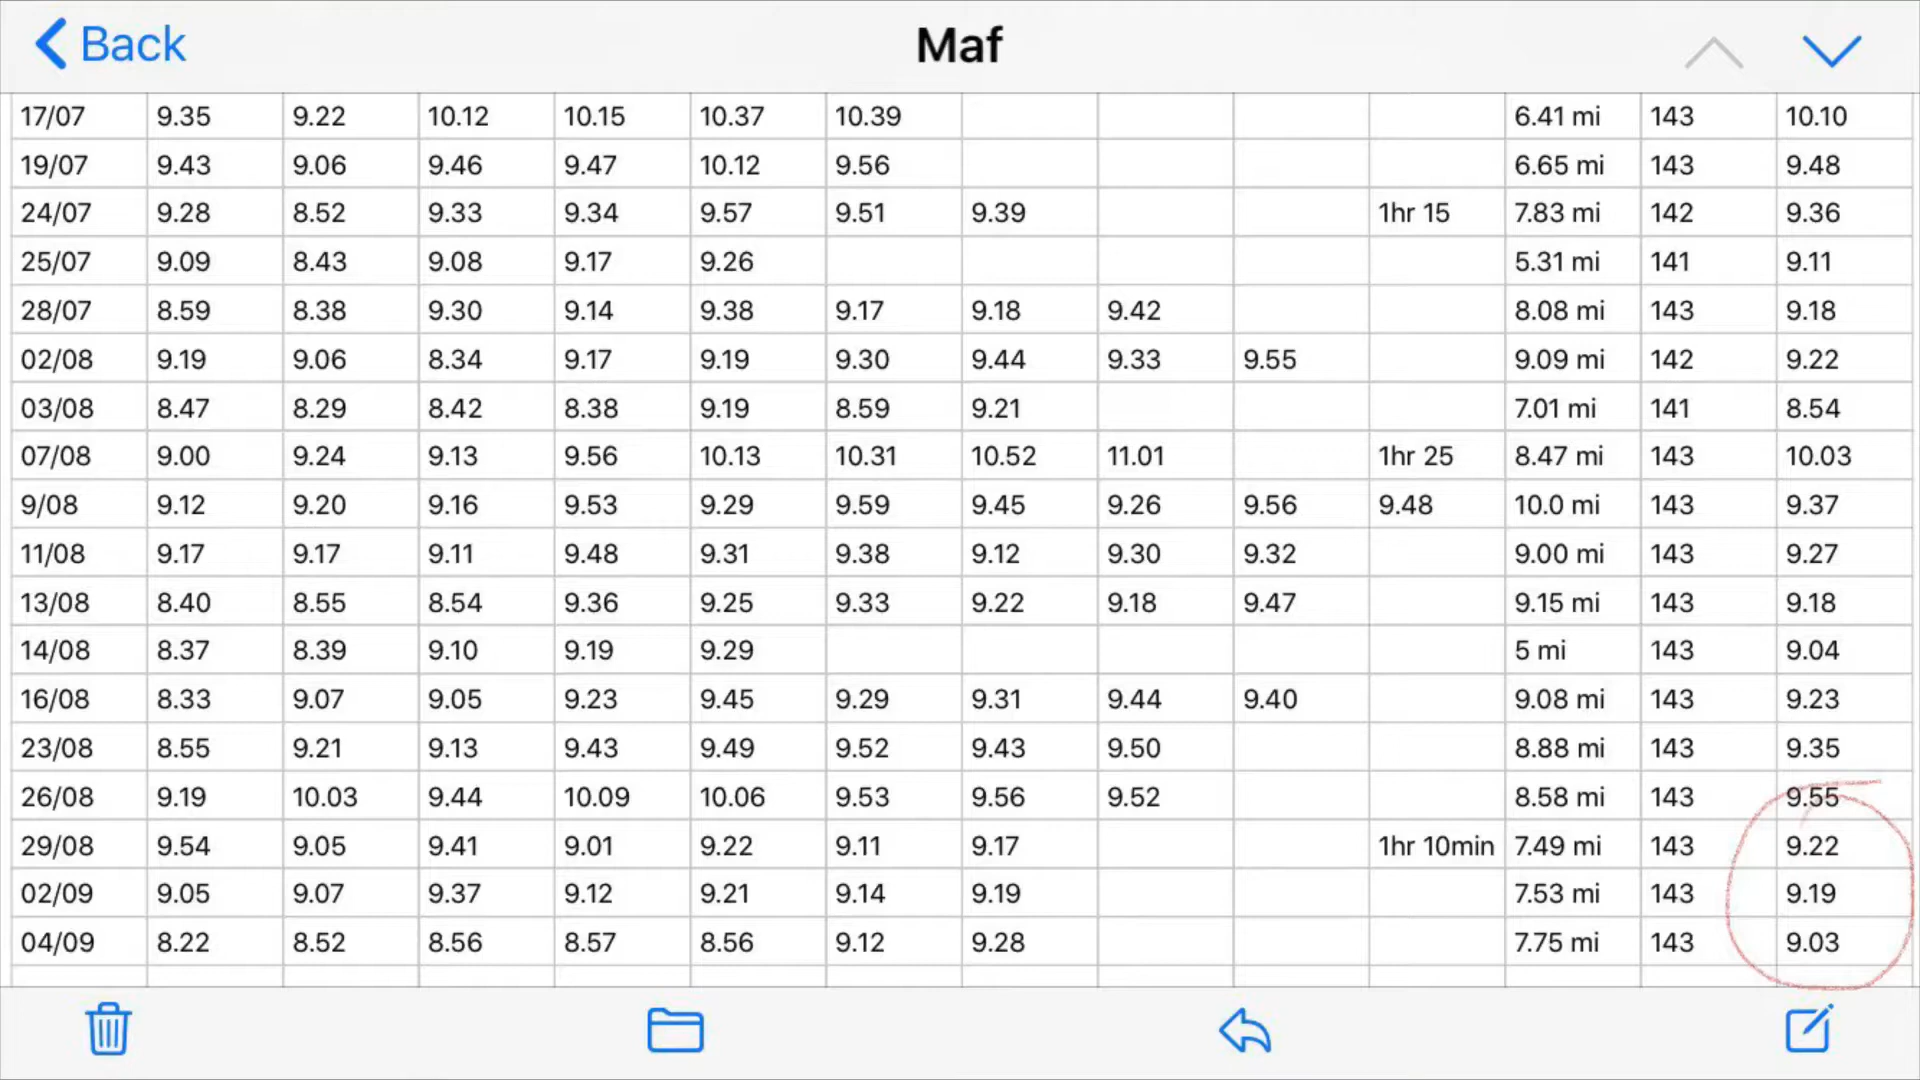 Back Maf
17/07 9.35 9.22 10.12 10.15 10.37 10.39 6.41 mi 143 10.10
19/07 9.43 9.06 9.46 9.47 10.12 9.56 6.65 mi 143 9.48
24/07 9.28 8.52 9.33 9.34 9.57 9.51 9.39 1hr 15 7.83 mi 142 9.36
25/07 9.09 8.43 9.08 9.17 9.26 5.31 mi 141 9.11
28/07 8.59 8.38 9.30 9.14 9.38 9.17 9.18 9.42 8.08 mi 143 9.18
02/08 9.19 9.06 8.34 9.17 9.19 9.30 9.44 9.33 9.55 9.09 mi 142 9.22
03/08 8.47 8.29 8.42 8.38 9.19 8.59 9.21 7.01 mi 141 8.54
07/08 9.00 9.24 9.13 9.56 10.13 10.31 10.52 11.01 1hr 25 8.47 mi 143 10.03
9/08 9.12 9.20 9.16 9.53 9.29 9.59 9.45 9.26 9.56 9.48 10.0 mi 143 9.37
11/08 9.17 9.17 9.11 9.48 9.31 9.38 9.12 9.30 9.32 9.00 mi 143 9.27
13/08 8.40 8.55 8.54 9.36 9.25 9.33 9.22 9.18 9.47 9.15 mi 143 9.18
14/08 8.37 8.39 9.10 9.19 9.29 5 mi 143 9.04
16/08 8.33 9.07 9.05 9.23 9.45 9.29 9.31 9.44 9.40 9.08 mi 143 9.23
23/08 8.55 9.21 9.13 9.43 9.49 9.52 9.43 9.50 8.88 mi 143 9.35
26/08 9.19 10.03 9.44 10.09 10.06 9.53 9.56 9.52 8.58 mi 143 9.55
29/08 9.54 9.05 9.41 9.01 9.22 9.11 9.17 1hr 10min 7.49 mi 143 9.22
02/09 9.05 9.07 9.37 9.12 9.21 9.14 9.19 7.53 mi 143 9.19
04/09 8.22 8.52 8.56 8.57 8.56 9.12 9.28 7.75 mi 143 9.03